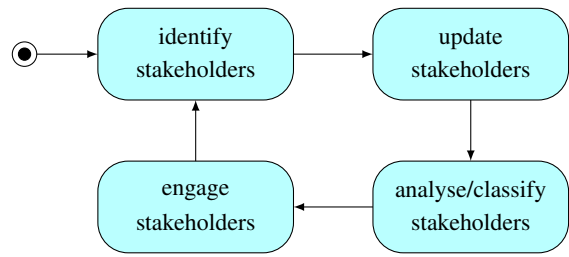 identify
stakeholders
update
stakeholders
engage
stakeholders
analyse/classify
stakeholders